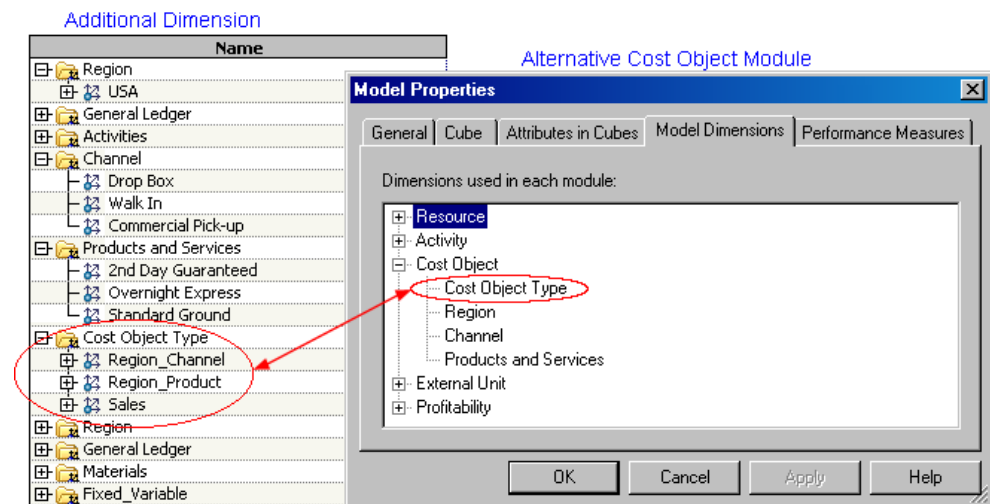 Additional Dimension
Name
Region
USA
General Ledger
Activities
Channel
Drop Box
Walk In
Commercial Pick-up
Products and Services
2nd Day Guaranteed
Overnight Express
Standard Ground
Cost Object Type
Region_Channel
Region_Product
Sales
Region
General Ledger
Materials
Fixed_Variable
Alternative Cost Object Module
Model Properties
General Cube Attributes in Cubes Model Dimensions Performance Measures
Dimensions used in each module:
Resource
Activity
Cost Object
Cost Object Type
Region
Channel
Products and Services
External Unit
Profitability
OK Cancel Apply Help